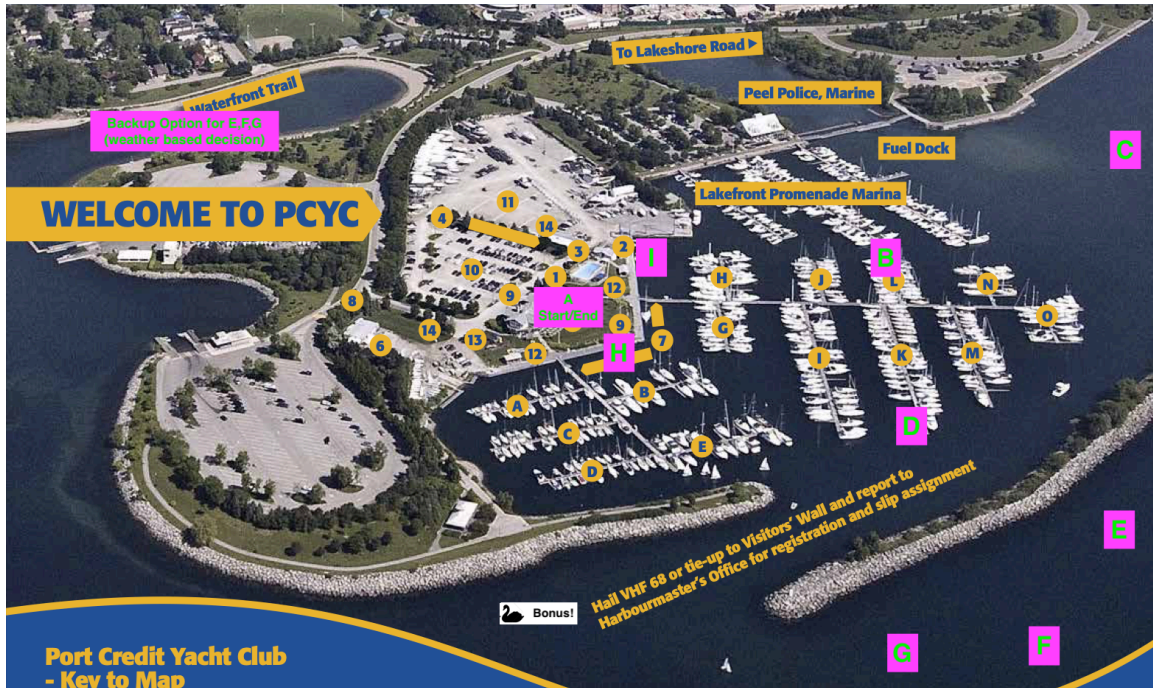 To Lakeshore Road
Waterfront Trail
Peel Police, Marine
Backup Option for E,F,G
(weather based decision)
C
Fuel Dock
Lakefront Promenade Marina
WELCOME TO PCYC
11
4
14
2
3
I
B
10
1
H
J
L
N
12
9
A
Start/End
8
O
9
G
14
13
7
6
12
H
I
K
M
B
A
C
D
E
D
E
Hail VHF 68 or tie-up to Visitors' Wall and report to
Harbourmaster's Office for registration and slip assignment
Bonus!
F
G
Port Credit Yacht Club
- Key to Map